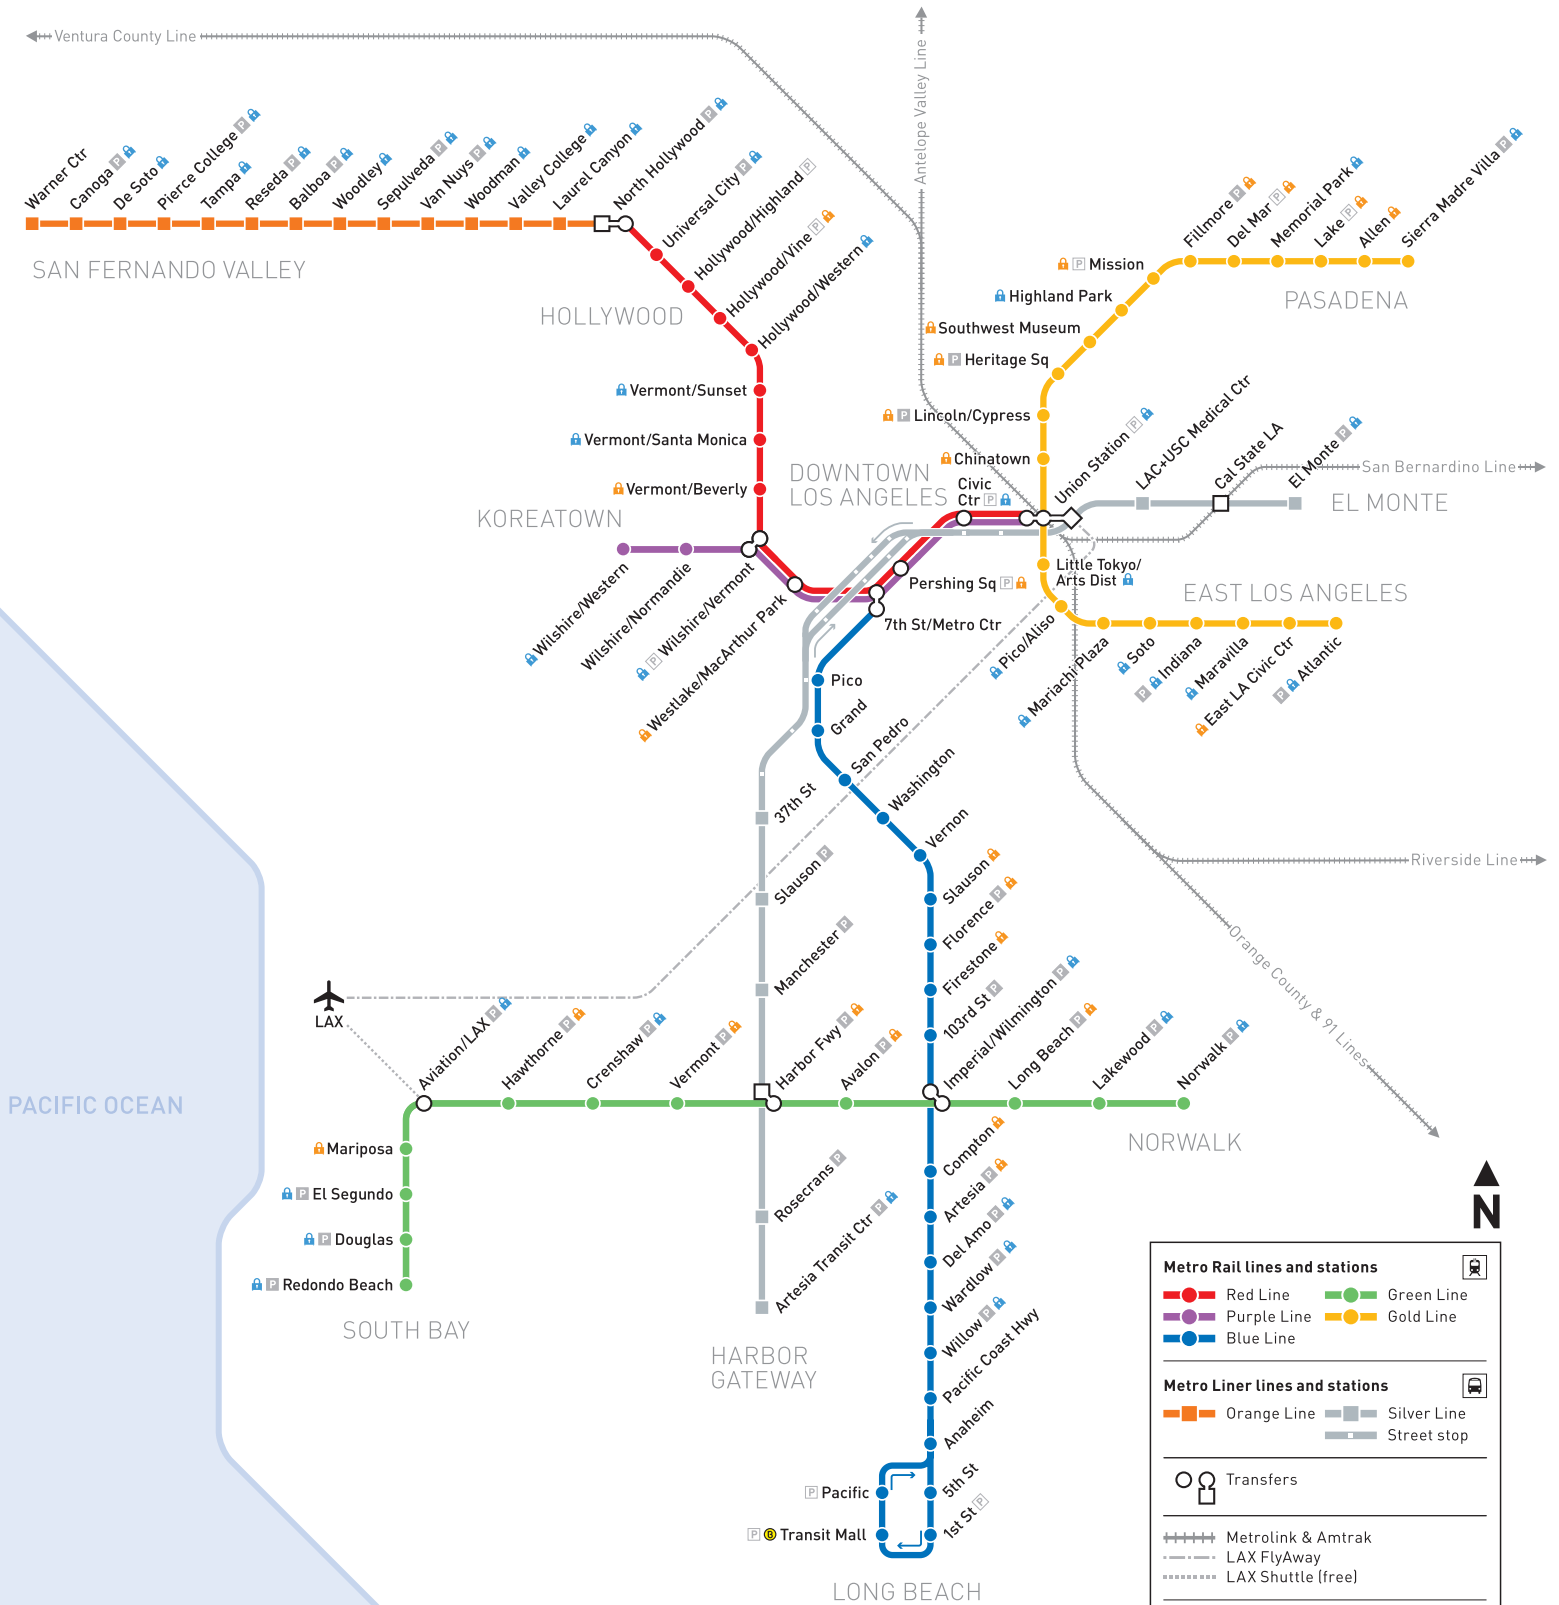 Ventura County Line
Antelope Valley Line
Warner Ctr
Canoga P
De Soto
Pierce College P
Tampa
Reseda P
Balboa P
Woodley
Sepulveda P
Van Nuys P
Woodman
Valley College
Laurel Canyon
North Hollywood P
SAN FERNANDO VALLEY
Universal City P
Hollywood/Highland P
Hollywood/Vine P
Hollywood/Western
HOLLYWOOD
Vermont/Sunset
Vermont/Santa Monica
Vermont/Beverly
KOREATOWN
Wilshire/Western
Wilshire/Normandie
P Wilshire/Vermont
Westlake/MacArthur Park
DOWNTOWN
LOS ANGELES
Civic
Ctr P
Pershing Sq P
7th St/Metro Ctr
Union Station P
Fillmore P
Del Mar P
Memorial Park
Lake P
Allen
Sierra Madre Villa P
PASADENA
P Mission
Highland Park
Southwest Museum
P Heritage Sq
P Lincoln/Cypress
Chinatown
LAC+USC Medical Ctr
Cal State LA
El Monte P
San Bernardino Line
EL MONTE
Little Tokyo/
Arts Dist
EAST LOS ANGELES
Pico/Aliso
Mariachi Plaza
Soto
P Indiana
Maravilla
East LA Civic Ctr
P Atlantic
Pico
Grand
San Pedro
Washington
Vernon
Slauson
Florence P
Firestone
103rd St P
Imperial/Wilmington P
37th St
Slauson P
Manchester P
Harbor Fwy P
Riverside Line
Orange County & 91 Lines
LAX
Aviation/LAX P
Hawthorne P
Crenshaw P
Vermont P
Avalon P
Long Beach P
Lakewood P
Norwalk P
NORWALK
PACIFIC OCEAN
Mariposa
P El Segundo
P Douglas
P Redondo Beach
SOUTH BAY
Rosecrans P
Artesia Transit Ctr P
HARBOR
GATEWAY
Compton
Artesia P
Del Amo P
Wardlow P
Willow P
Pacific Coast Hwy
Anaheim
5th St
1st St P
P Pacific
P B Transit Mall
LONG BEACH
N
Metro Rail lines and stations
Red Line
Green Line
Purple Line
Gold Line
Blue Line
Metro Liner lines and stations
Orange Line
Silver Line
Street stop
Transfers
Metrolink & Amtrak
LAX FlyAway
LAX Shuttle (free)